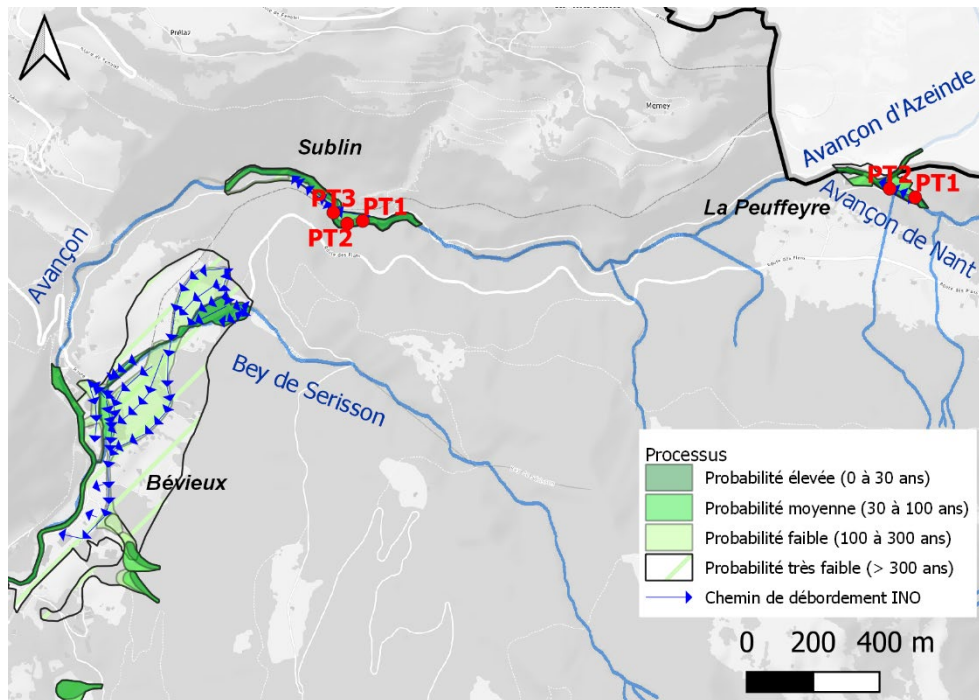 Prélaz
Memey
Avançon d'Azeinde
Sublin
PT2
PT1
PT3
PT1
Avançon de Nant
La Peuffeyre
PT2
Avançon
Bey de Serisson
Bévieux
Processus
Probabilité élevée (0 à 30 ans)
Probabilité moyenne (30 à 100 ans)
Probabilité faible (100 à 300 ans)
Probabilité très faible (> 300 ans)
Chemin de débordement INO
0 200 400 m